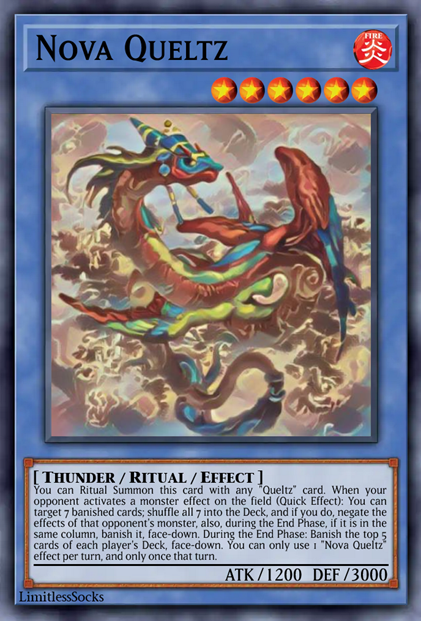 Nova Queltz
FIRE
炎
[ Thunder / Ritual / Effect ]
You can Ritual Summon this card with any "Queltz" card. When your
opponent activates a monster effect on the field (Quick Effect): You can
target 7 banished cards; shuffle all 7 into the Deck, and if you do, negate the
effects of that opponent's monster, also, during the End Phase, if it is in the
same column, banish it, face-down. During the End Phase: Banish the top 5
cards of each player's Deck, face-down. You can only use 1 "Nova Queltz"
effect per turn, and only once that turn.
ATK/1200 DEF/3000
LimitlessSocks